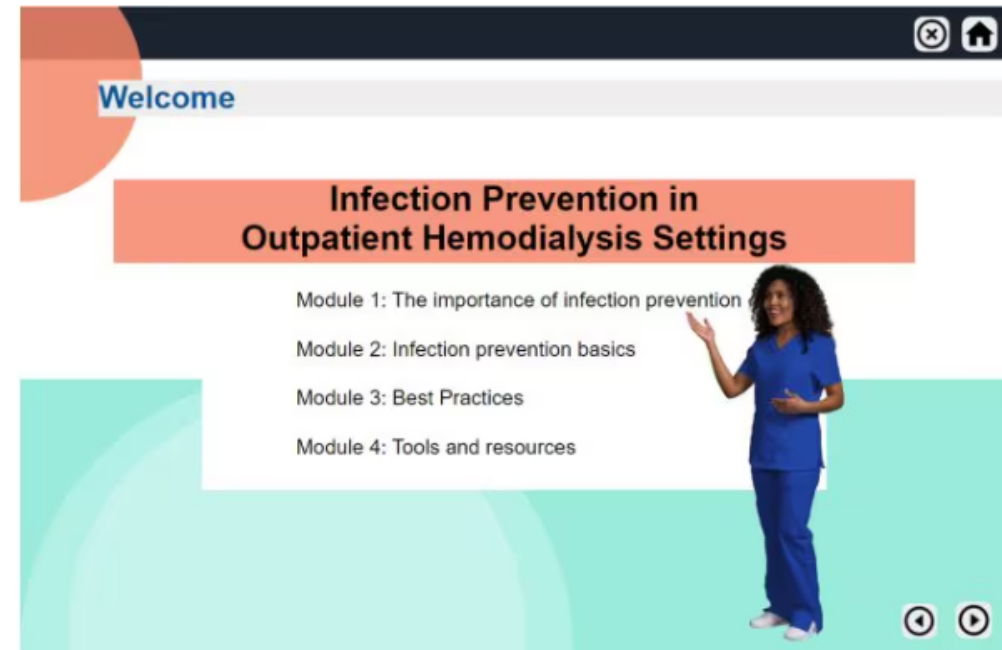 Welcome
Infection Prevention in
Outpatient Hemodialysis Settings
Module 1: The importance of infection prevention
Module 2: Infection prevention basics
Module 3: Best Practices
Module 4: Tools and resources